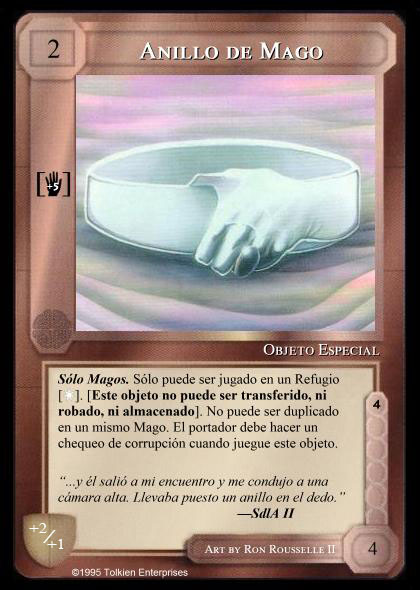 2
ANILLO DE MAGO
[+5]
OBJETO ESPECIAL
Sólo Magos. Sólo puede ser jugado en un Refugio
[☀]. [Este objeto no puede ser transferido, ni
robado, ni almacenado]. No puede ser duplicado
en un mismo Mago. El portador debe hacer un
chequeo de corrupción cuando juegue este objeto.
4
“...y él salió a mi encuentro y me condujo a una
cámara alta. Llevaba puesto un anillo en el dedo.”
—SdlA II
+2/+1
ART BY RON ROUSSELLE II
4
©1995 Tolkien Enterprises